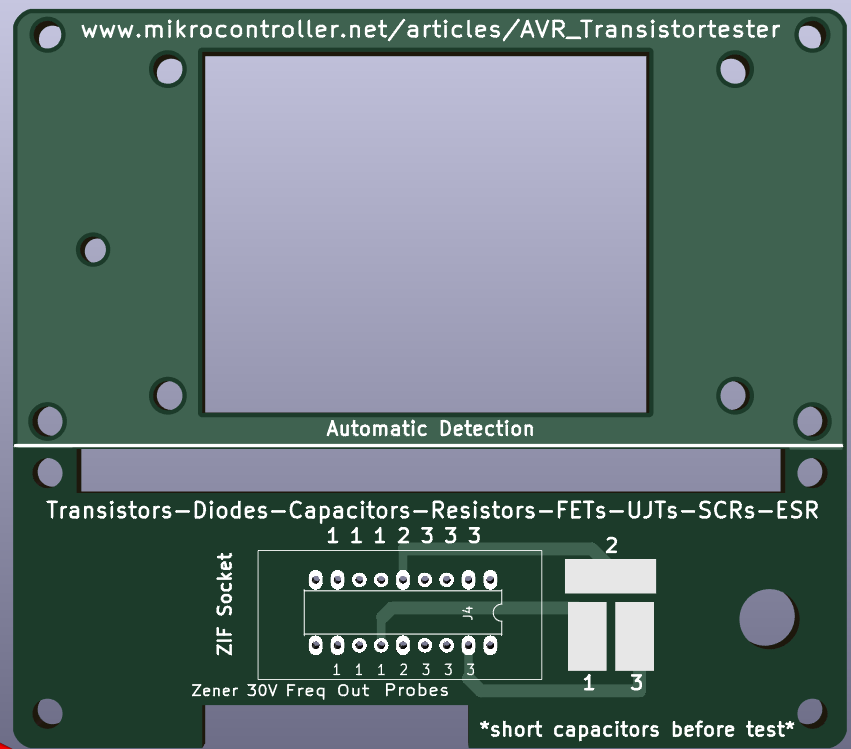 www.mikrocontroller.net/articles/AVR_Transistortester
Automatic Detection
Transistors-Diodes-Capacitors-Resistors-FETs-UJTs-SCRs-ESR
1 1 1 2 3 3 3
2
ZIF Socket
J4
1 1 1 2 3 3 3
1 3
Zener 30V Freq Out Probes
*short capacitors before test*